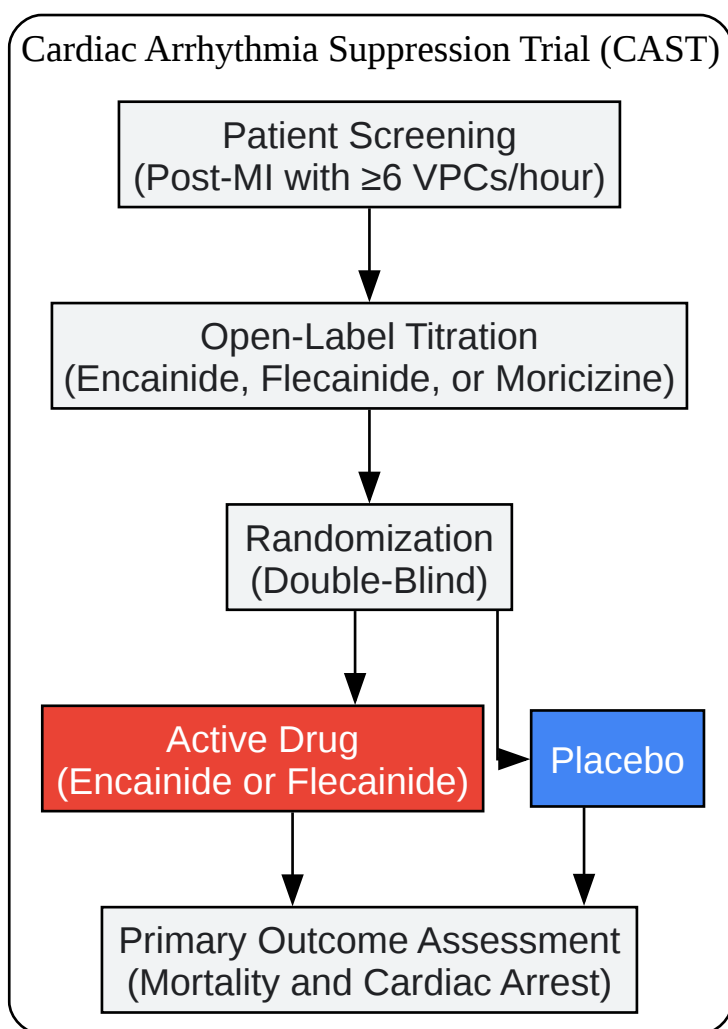 Cardiac Arrhythmia Suppression Trial (CAST)
Patient Screening
(Post-MI with ≥6 VPCs/hour)
Open-Label Titration
(Encainide, Flecainide, or Moricizine)
Randomization
(Double-Blind)
Active Drug
(Encainide or Flecainide)
Placebo
Primary Outcome Assessment
(Mortality and Cardiac Arrest)